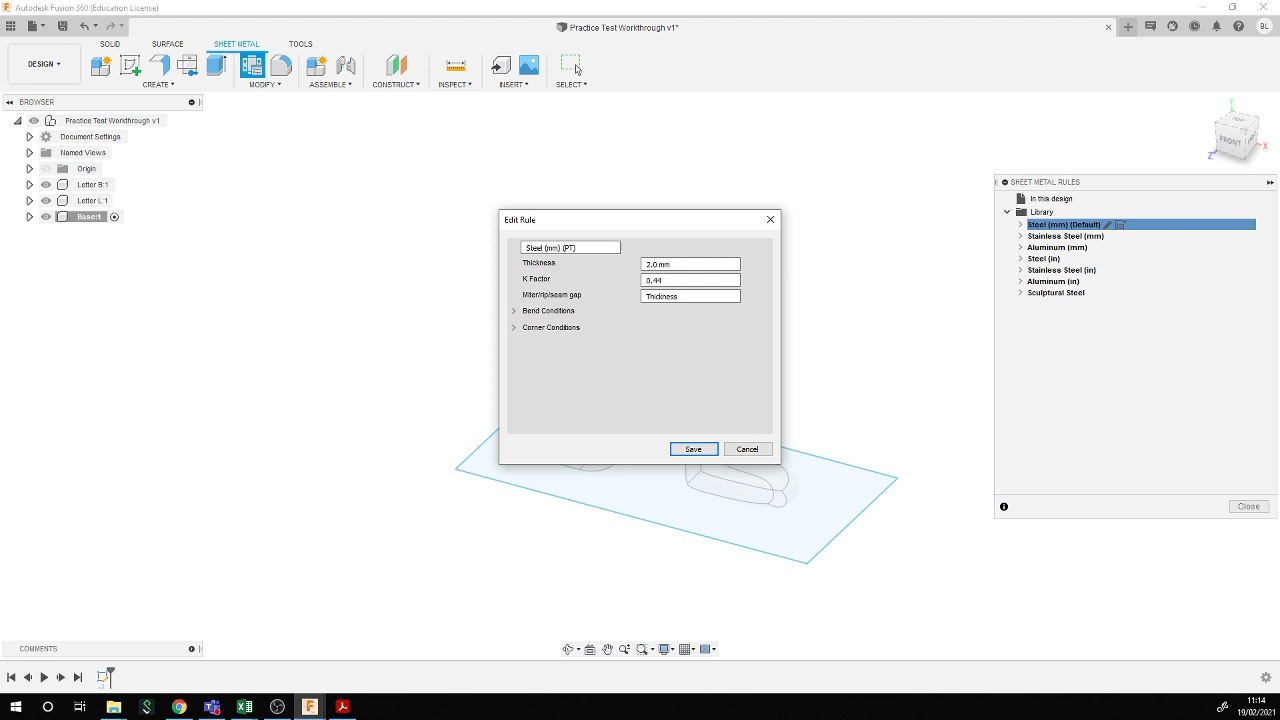 Autodesk Fusion 360 (Education License)
Practice Test Workthrough v1*
BL
DESIGN
SOLID
SURFACE
SHEET METAL
TOOLS
CREATE
MODIFY
ASSEMBLE
CONSTRUCT
INSPECT
INSERT
SELECT
BROWSER
Practice Test Workthrough v1
Document Settings
Named Views
Origin
Letter B:1
Letter L:1
Base:1
Edit Rule
Steel (mm) (PT)
Thickness
2.0 mm
K Factor
0.44
Miter/rip/seam gap
Thickness
Bend Conditions
Corner Conditions
Save
Cancel
Y
FRONT
X
Z
SHEET METAL RULES
In this design
Library
Steel (mm) (Default)
Stainless Steel (mm)
Aluminum (mm)
Steel (in)
Stainless Steel (in)
Aluminum (in)
Sculptural Steel
Close
COMMENTS
11:14
19/02/2021